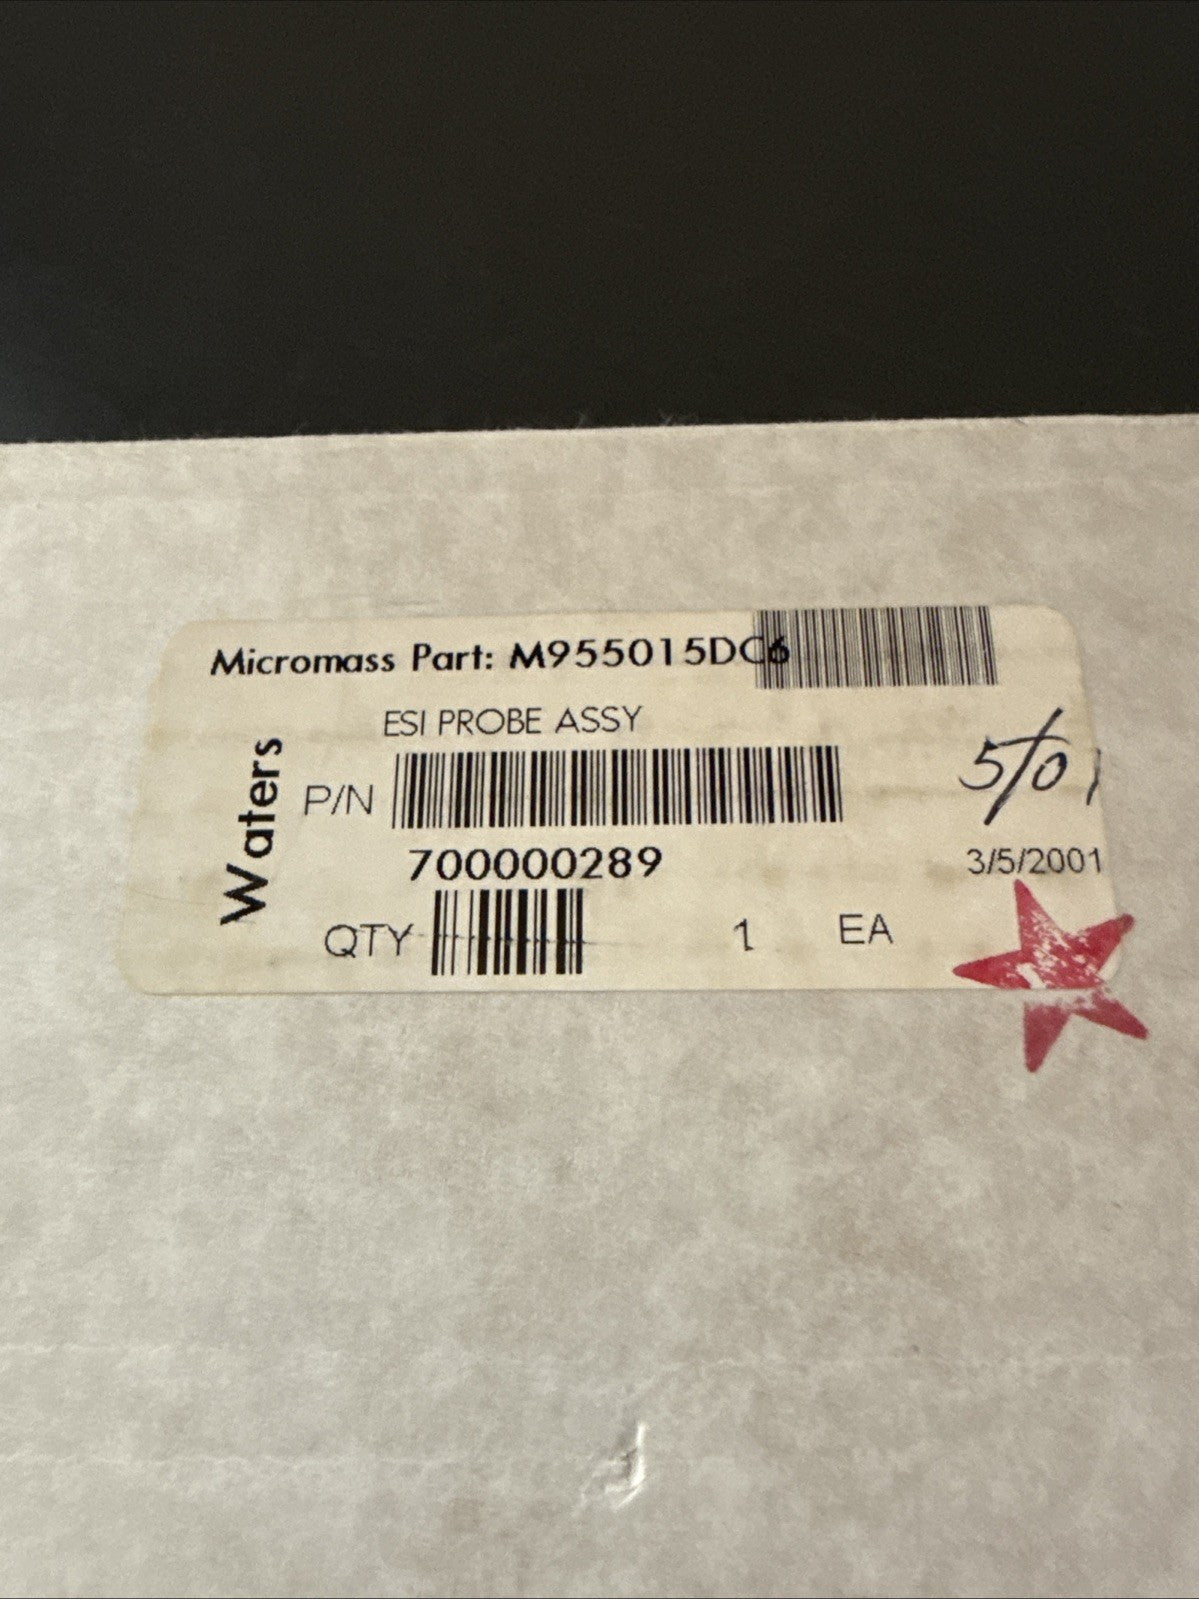 Micromass Part: M955015DC6
ESI PROBE ASSY
Waters
P/N
5/01
700000289
3/5/2001
QTY 1 EA